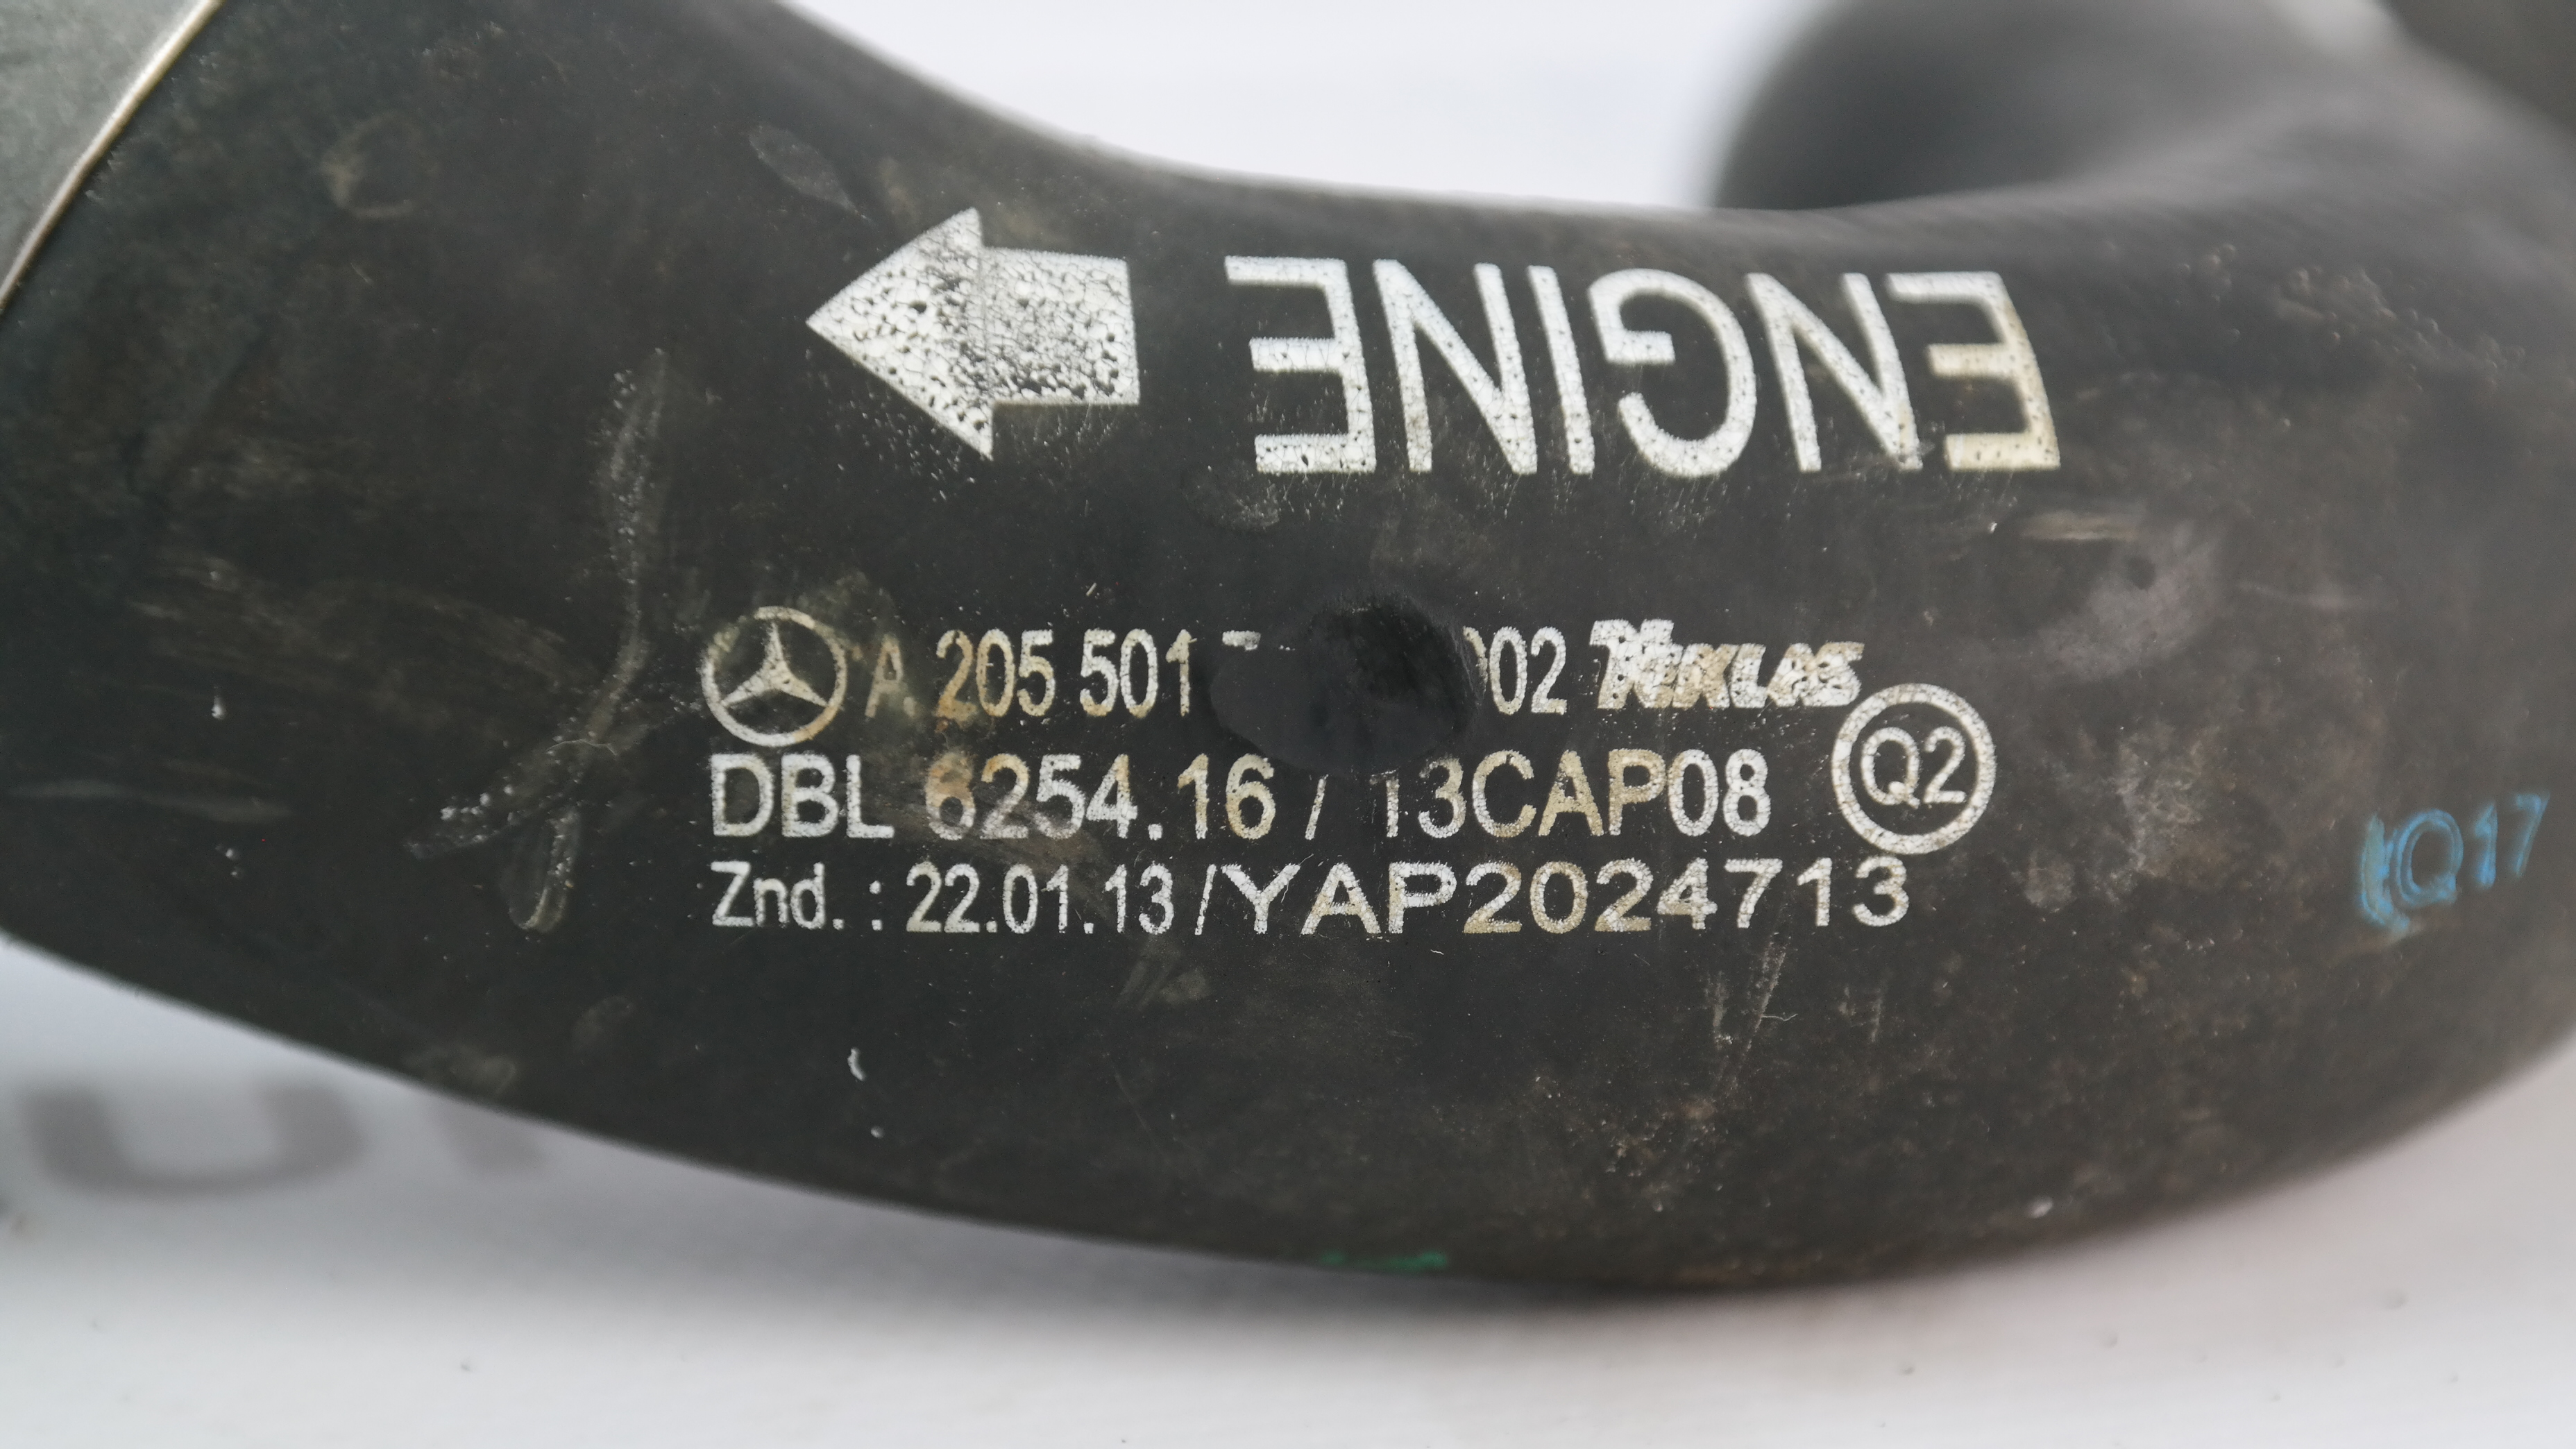 ENGINE
A 205 501 002 TEKLAS
DBL 6254.16 / 13CAP08 Q2
Znd. : 22.01.13 /YAP2024713
Q17